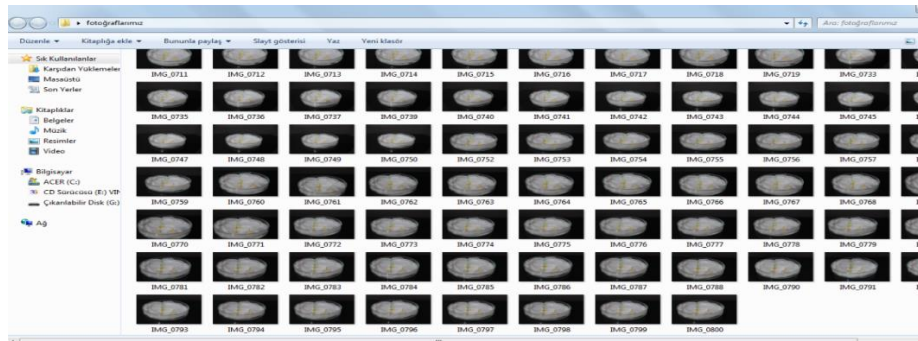 fotoğraflarımız
Ara: fotoğraflarımız
Düzenle Kitaplığa ekle Bununla paylaş Slayt gösterisi Yaz Yeni klasör
Sık Kullanılanlar
Karşıdan Yüklemeler
Masaüstü
Son Yerler
Kitaplıklar
Belgeler
Müzik
Resimler
Video
Bilgisayar
ACER (C:)
CD Sürücüsü (E:) VIR
Çıkarılabilir Disk (G:)
Ağ
IMG_0711 IMG_0712 IMG_0713 IMG_0714 IMG_0715 IMG_0716 IMG_0717 IMG_0718 IMG_0719 IMG_0733
IMG_0735 IMG_0736 IMG_0737 IMG_0739 IMG_0740 IMG_0741 IMG_0742 IMG_0743 IMG_0744 IMG_0745
IMG_0747 IMG_0748 IMG_0749 IMG_0750 IMG_0752 IMG_0753 IMG_0754 IMG_0755 IMG_0756 IMG_0757
IMG_0759 IMG_0760 IMG_0761 IMG_0762 IMG_0763 IMG_0764 IMG_0765 IMG_0766 IMG_0767 IMG_0768
IMG_0770 IMG_0771 IMG_0772 IMG_0773 IMG_0774 IMG_0775 IMG_0776 IMG_0777 IMG_0778 IMG_0779
IMG_0781 IMG_0782 IMG_0783 IMG_0784 IMG_0785 IMG_0786 IMG_0787 IMG_0788 IMG_0790 IMG_0791
IMG_0793 IMG_0794 IMG_0795 IMG_0796 IMG_0797 IMG_0798 IMG_0799 IMG_0800